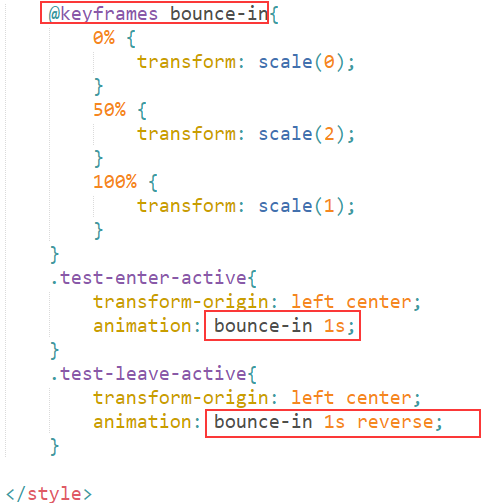 @keyframes bounce-in{
0% {
transform: scale(0);
}
50% {
transform: scale(2);
}
100% {
transform: scale(1);
}
}
.test-enter-active{
transform-origin: left center;
animation: bounce-in 1s;
}
.test-leave-active{
transform-origin: left center;
animation: bounce-in 1s reverse;
}
</style>